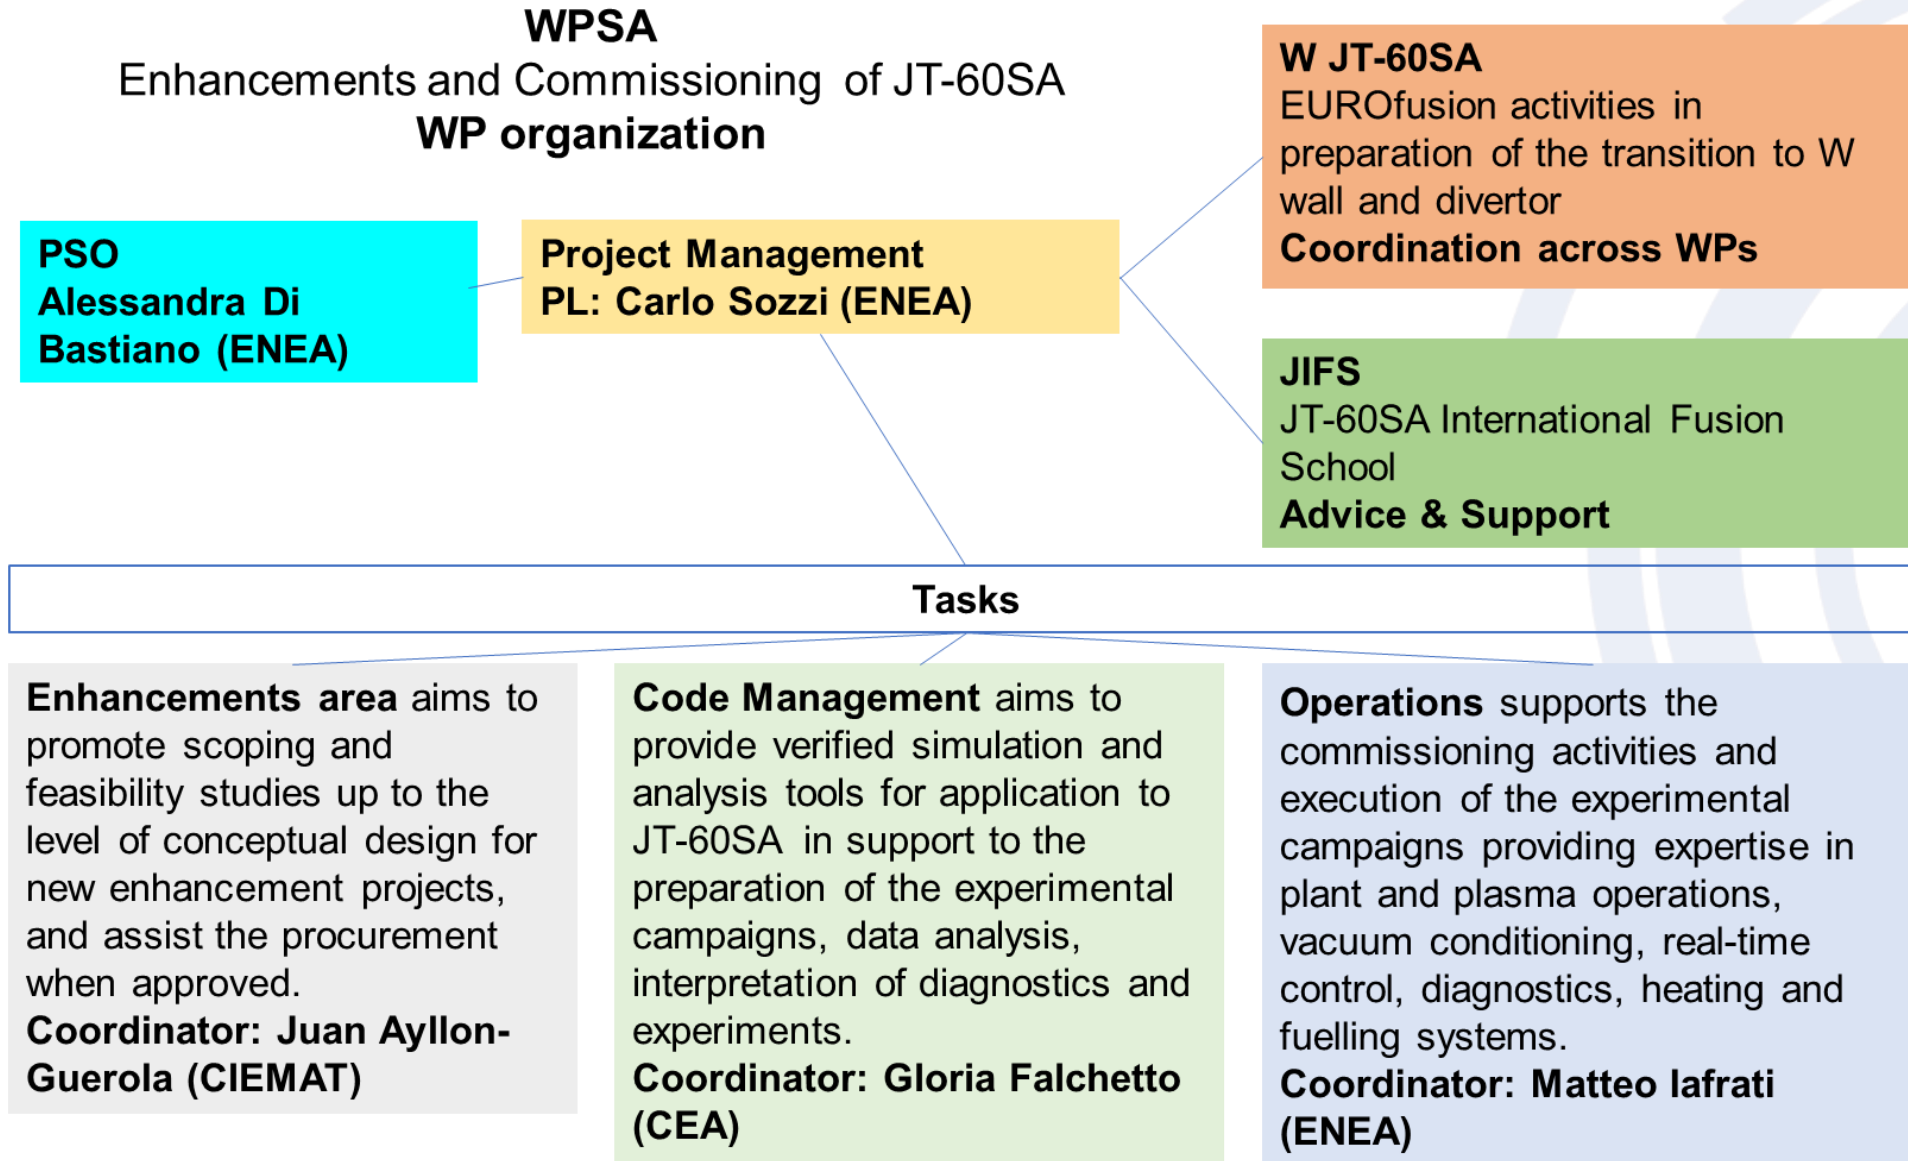 WPSA
Enhancements and Commissioning of JT-60SA
WP organization
PSO
Alessandra Di
Bastiano (ENEA)
Project Management
PL: Carlo Sozzi (ENEA)
W JT-60SA
EUROfusion activities in
preparation of the transition to W
wall and divertor
Coordination across WPs
JIFS
JT-60SA International Fusion
School
Advice & Support
Tasks
Enhancements area aims to
promote scoping and
feasibility studies up to the
level of conceptual design for
new enhancement projects,
and assist the procurement
when approved.
Coordinator: Juan Ayllon-
Guerola (CIEMAT)
Code Management aims to
provide verified simulation and
analysis tools for application to
JT-60SA in support to the
preparation of the experimental
campaigns, data analysis,
interpretation of diagnostics and
experiments.
Coordinator: Gloria Falchetto
(CEA)
Operations supports the
commissioning activities and
execution of the experimental
campaigns providing expertise in
plant and plasma operations,
vacuum conditioning, real-time
control, diagnostics, heating and
fuelling systems.
Coordinator: Matteo Iafrati
(ENEA)